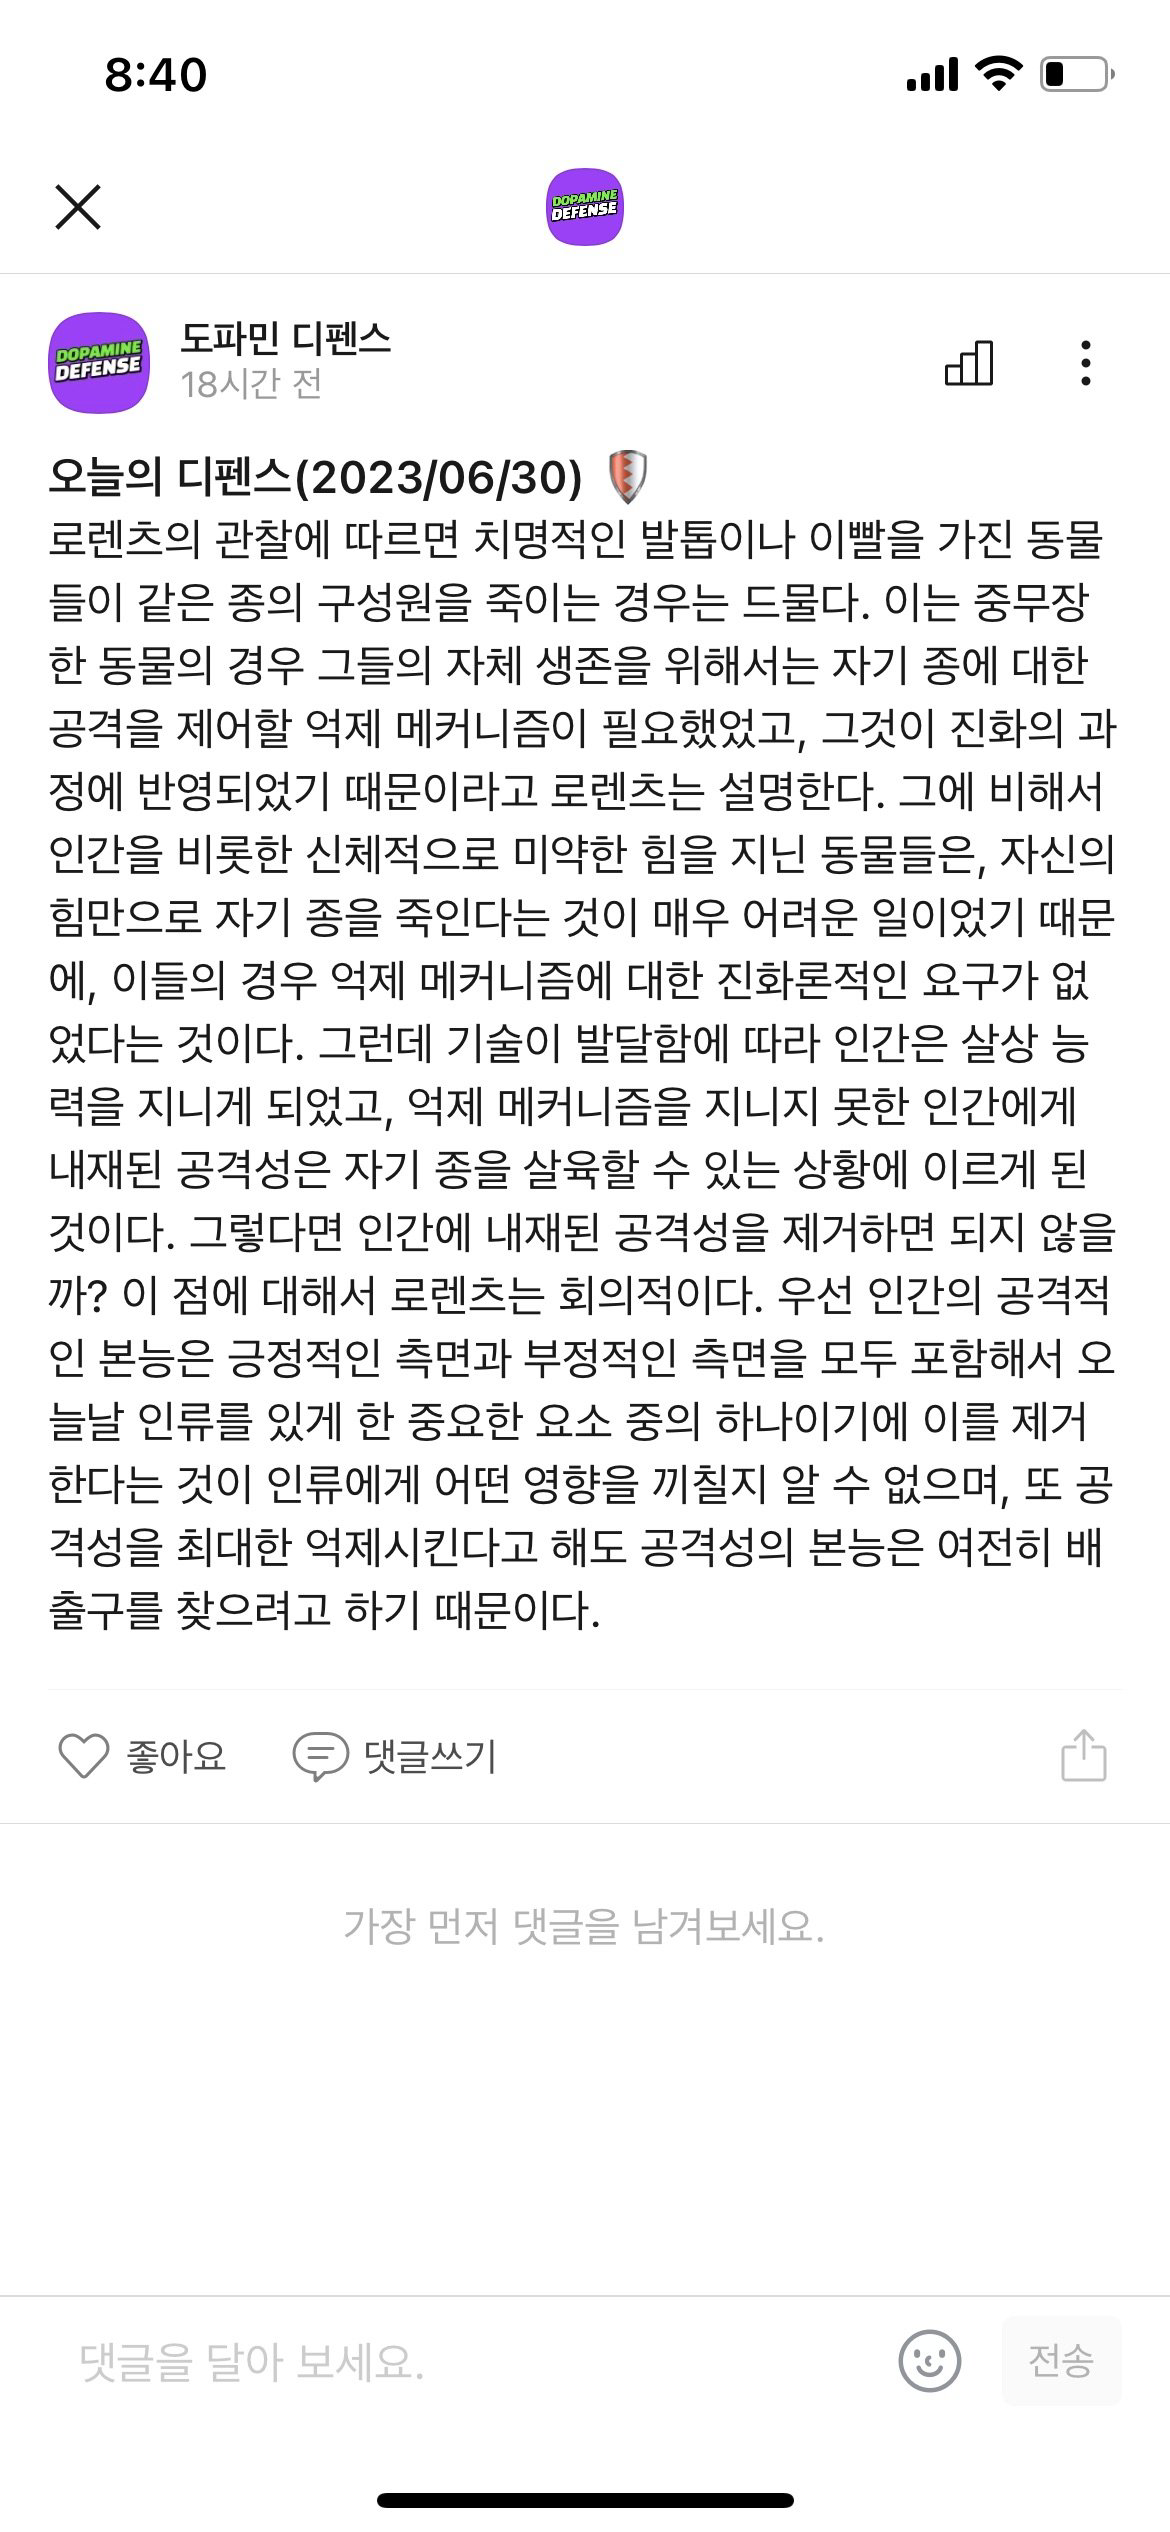 8:40
DOPAMINE
DEFENSE
DOPAMINE
DEFENSE
도파민 디펜스
18시간 전
오늘의 디펜스(2023/06/30)
로렌츠의 관찰에 따르면 치명적인 발톱이나 이빨을 가진 동물
들이 같은 종의 구성원을 죽이는 경우는 드물다. 이는 중무장
한 동물의 경우 그들의 자체 생존을 위해서는 자기 종에 대한
공격을 제어할 억제 메커니즘이 필요했었고, 그것이 진화의 과
정에 반영되었기 때문이라고 로렌츠는 설명한다. 그에 비해서
인간을 비롯한 신체적으로 미약한 힘을 지닌 동물들은, 자신의
힘만으로 자기 종을 죽인다는 것이 매우 어려운 일이었기 때문
에, 이들의 경우 억제 메커니즘에 대한 진화론적인 요구가 없
었다는 것이다. 그런데 기술이 발달함에 따라 인간은 살상 능
력을 지니게 되었고, 억제 메커니즘을 지니지 못한 인간에게
내재된 공격성은 자기 종을 살육할 수 있는 상황에 이르게 된
것이다. 그렇다면 인간에 내재된 공격성을 제거하면 되지 않을
까? 이 점에 대해서 로렌츠는 회의적이다. 우선 인간의 공격적
인 본능은 긍정적인 측면과 부정적인 측면을 모두 포함해서 오
늘날 인류를 있게 한 중요한 요소 중의 하나이기에 이를 제거
한다는 것이 인류에게 어떤 영향을 끼칠지 알 수 없으며, 또 공
격성을 최대한 억제시킨다고 해도 공격성의 본능은 여전히 배
출구를 찾으려고 하기 때문이다.
좋아요 댓글쓰기
가장 먼저 댓글을 남겨보세요.
댓글을 달아 보세요. 전송